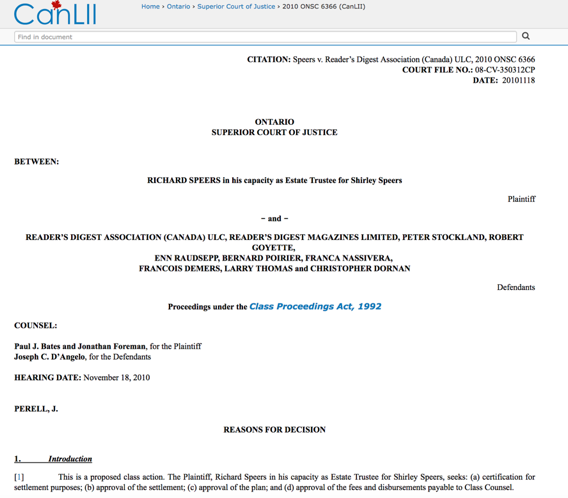 CanLII
Home › Ontario › Superior Court of Justice › 2010 ONSC 6366 (CanLII)
Find in document
CITATION: Speers v. Reader's Digest Association (Canada) ULC, 2010 ONSC 6366
COURT FILE NO.: 08-CV-350312CP
DATE: 20101118
ONTARIO
SUPERIOR COURT OF JUSTICE
BETWEEN:
RICHARD SPEERS in his capacity as Estate Trustee for Shirley Speers
Plaintiff
– and –
READER'S DIGEST ASSOCIATION (CANADA) ULC, READER'S DIGEST MAGAZINES LIMITED, PETER STOCKLAND, ROBERT
GOYETTE,
ENN RAUDSEPP, BERNARD POIRIER, FRANCA NASSIVERA,
FRANCOIS DEMERS, LARRY THOMAS and CHRISTOPHER DORNAN
Defendants
Proceedings under the Class Proceedings Act, 1992
COUNSEL:
Paul J. Bates and Jonathan Foreman, for the Plaintiff
Joseph C. D'Angelo, for the Defendants
HEARING DATE: November 18, 2010
PERELL, J.
REASONS FOR DECISION
1. Introduction
[1] This is a proposed class action. The Plaintiff, Richard Speers in his capacity as Estate Trustee for Shirley Speers, seeks: (a) certification for
settlement purposes; (b) approval of the settlement; (c) approval of the plan; and (d) approval of the fees and disbursements payable to Class Counsel.